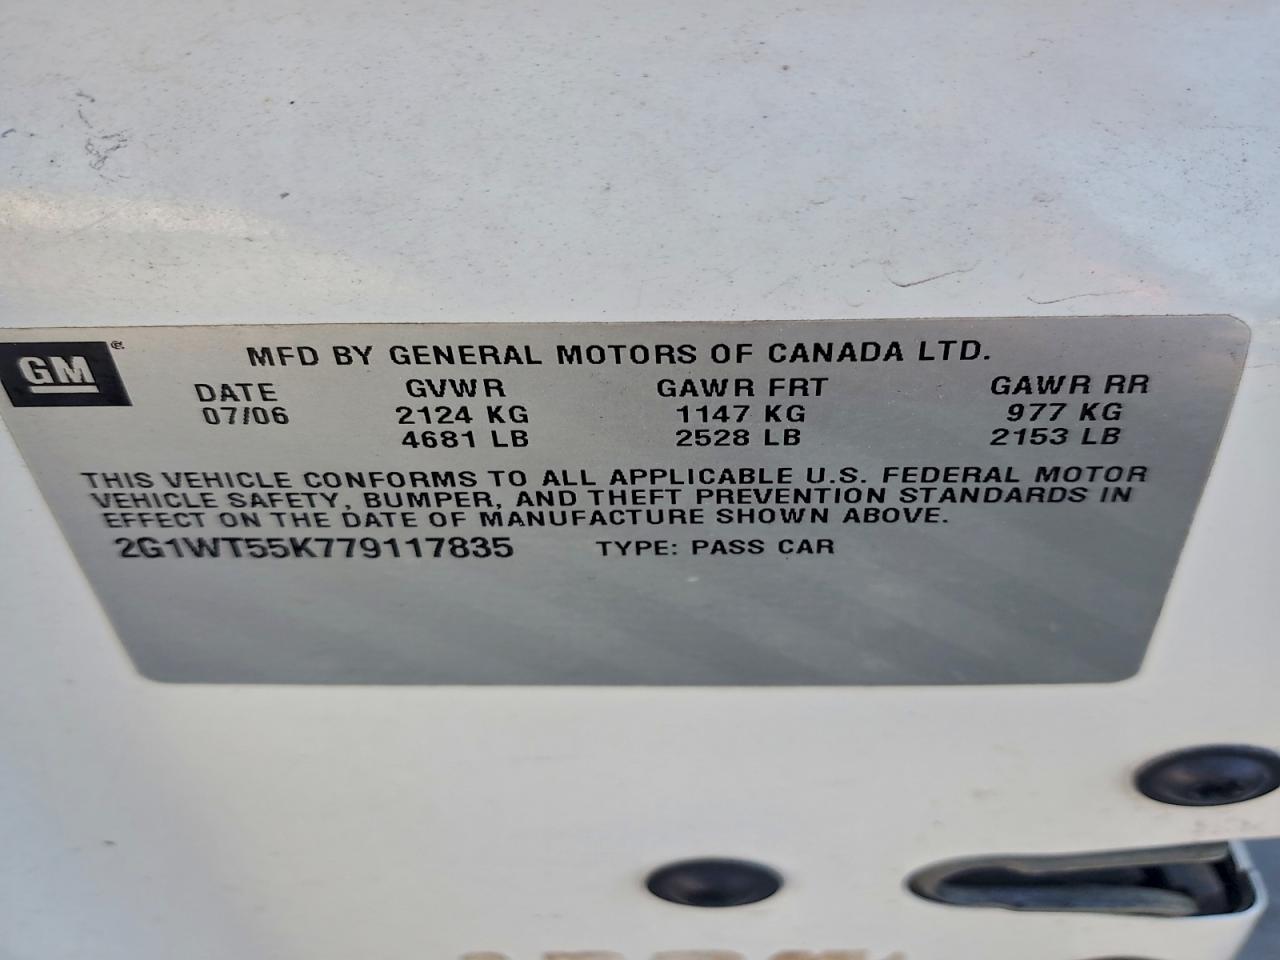 GM®
MFD BY GENERAL MOTORS OF CANADA LTD.
DATE GVWR GAWR FRT GAWR RR
07/06 2124 KG 1147 KG 977 KG
4681 LB 2528 LB 2153 LB
THIS VEHICLE CONFORMS TO ALL APPLICABLE U.S. FEDERAL MOTOR
VEHICLE SAFETY, BUMPER, AND THEFT PREVENTION STANDARDS IN
EFFECT ON THE DATE OF MANUFACTURE SHOWN ABOVE.
2G1WT55K779117835 TYPE: PASS CAR